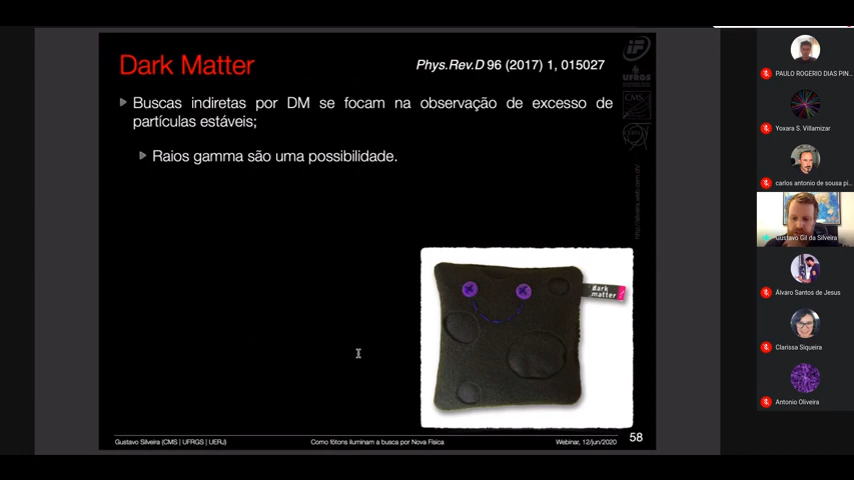 Dark Matter
Phys.Rev.D 96 (2017) 1, 015027
Buscas indiretas por DM se focam na observação de excesso de
partículas estáveis;
Raios gamma são uma possibilidade.
dark
matter
Gustavo Silveira (CMS | UFRGS | UERJ)
Como fótons iluminam a busca por Nova Física
Webinar, 12/jun/2020
58
iF
UFRGS
CMS
PAULO ROGERIO DIAS PIN...
Yoxara S. Villamizar
carlos antonio de sousa pi...
Gustavo Gil da Silveira
Álvaro Santos de Jesus
Clarissa Siqueira
Antonio Oliveira